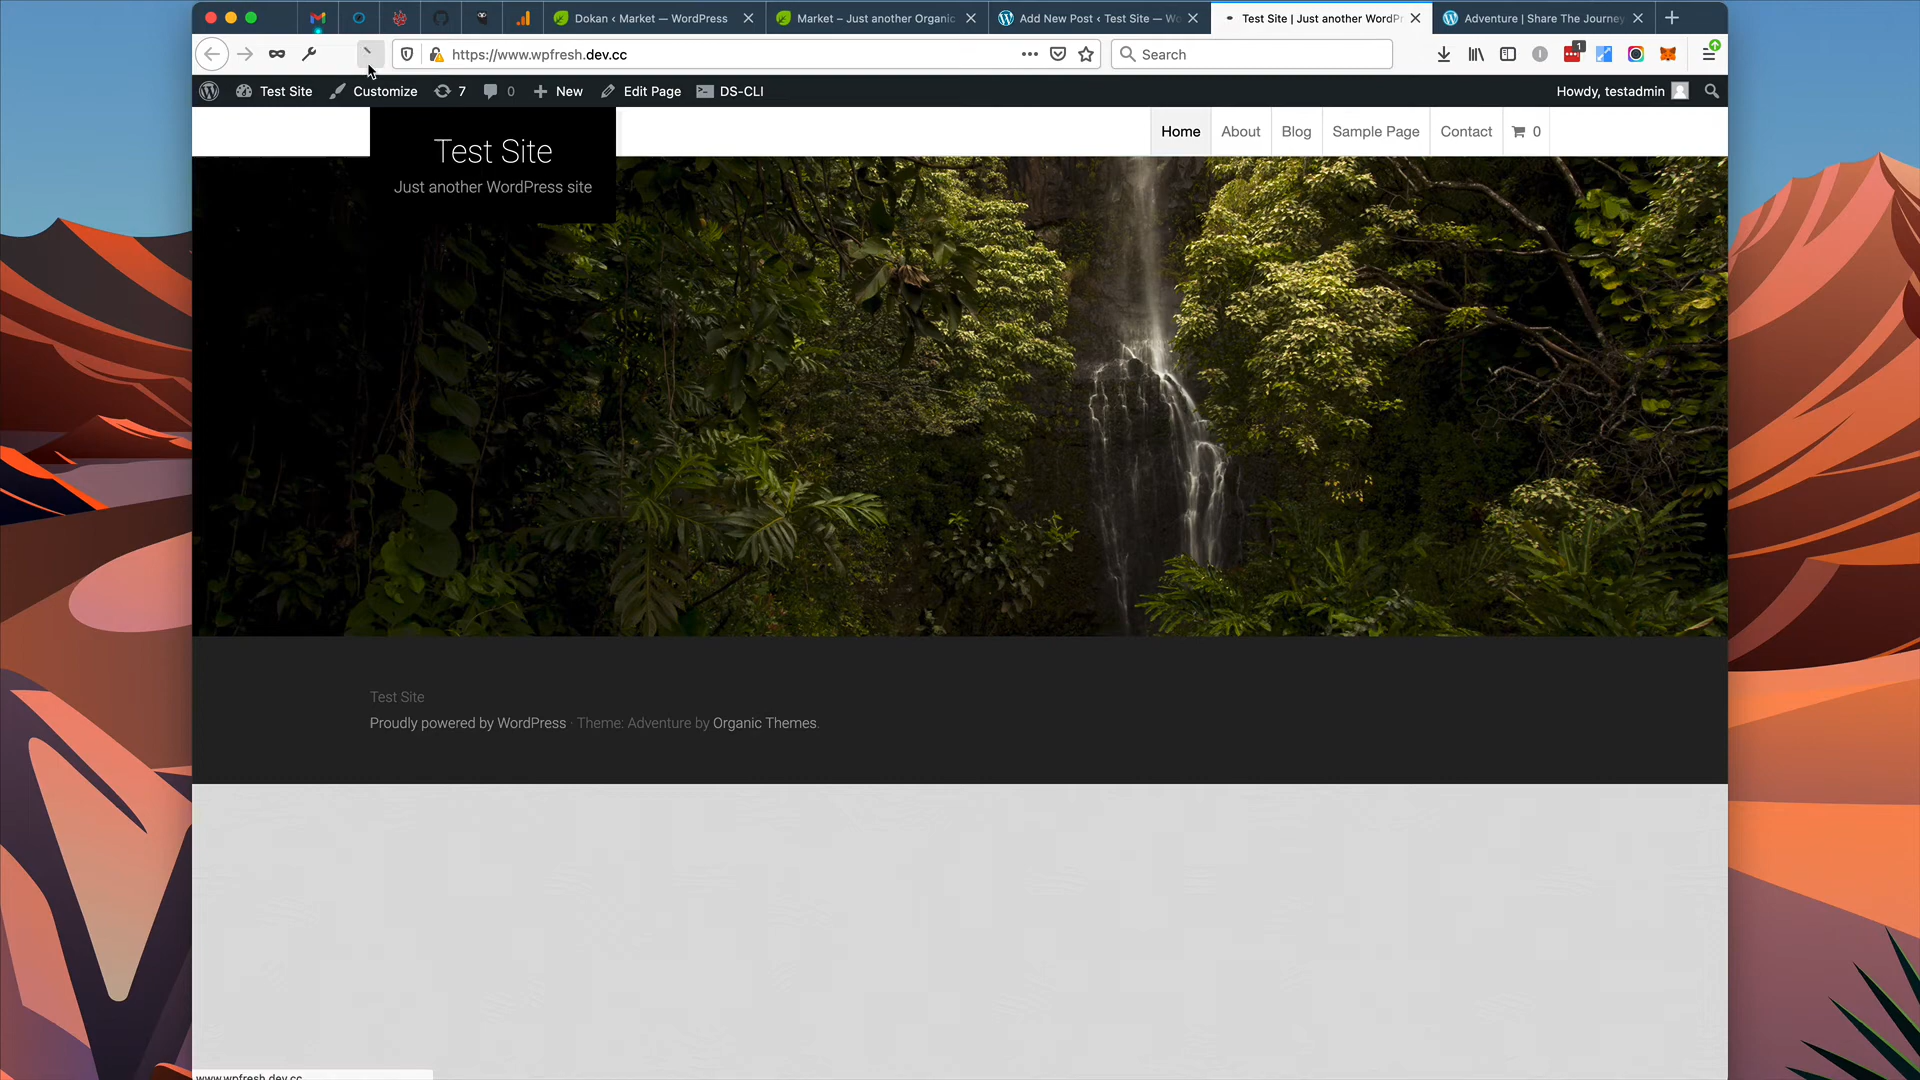 Dokan ‹ Market — WordPress
Market – Just another Organic
Add New Post ‹ Test Site — Wo
Test Site | Just another WordPr
Adventure | Share The Journey
https://www.wpfresh.dev.cc
Search
1
Test Site
Customize
7
0
New
Edit Page
DS-CLI
Howdy, testadmin
Test Site
Just another WordPress site
Home
About
Blog
Sample Page
Contact
0
Test Site
Proudly powered by WordPress · Theme: Adventure by Organic Themes.
www.wpfresh.dev.cc